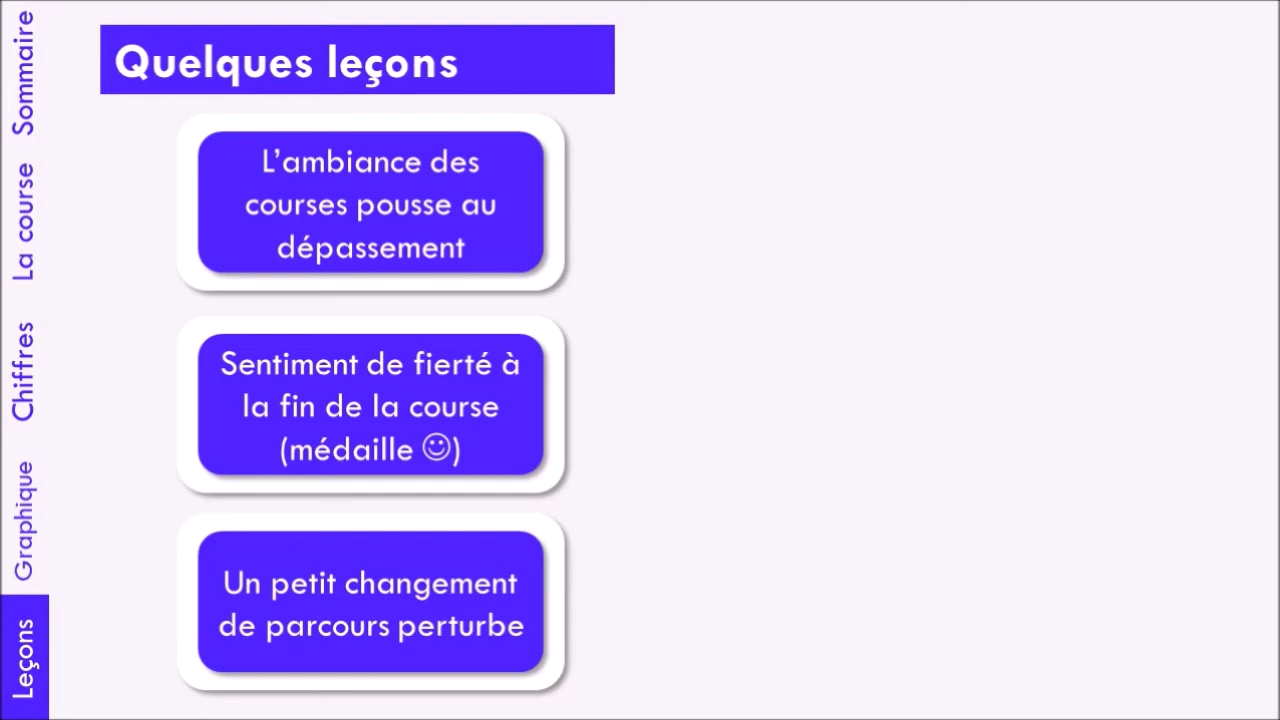 Sommaire
La course
Chiffres
Graphique
Leçons
Quelques leçons
L’ambiance des
courses pousse au
dépassement
Sentiment de fierté à
la fin de la course
(médaille ☺)
Un petit changement
de parcours perturbe